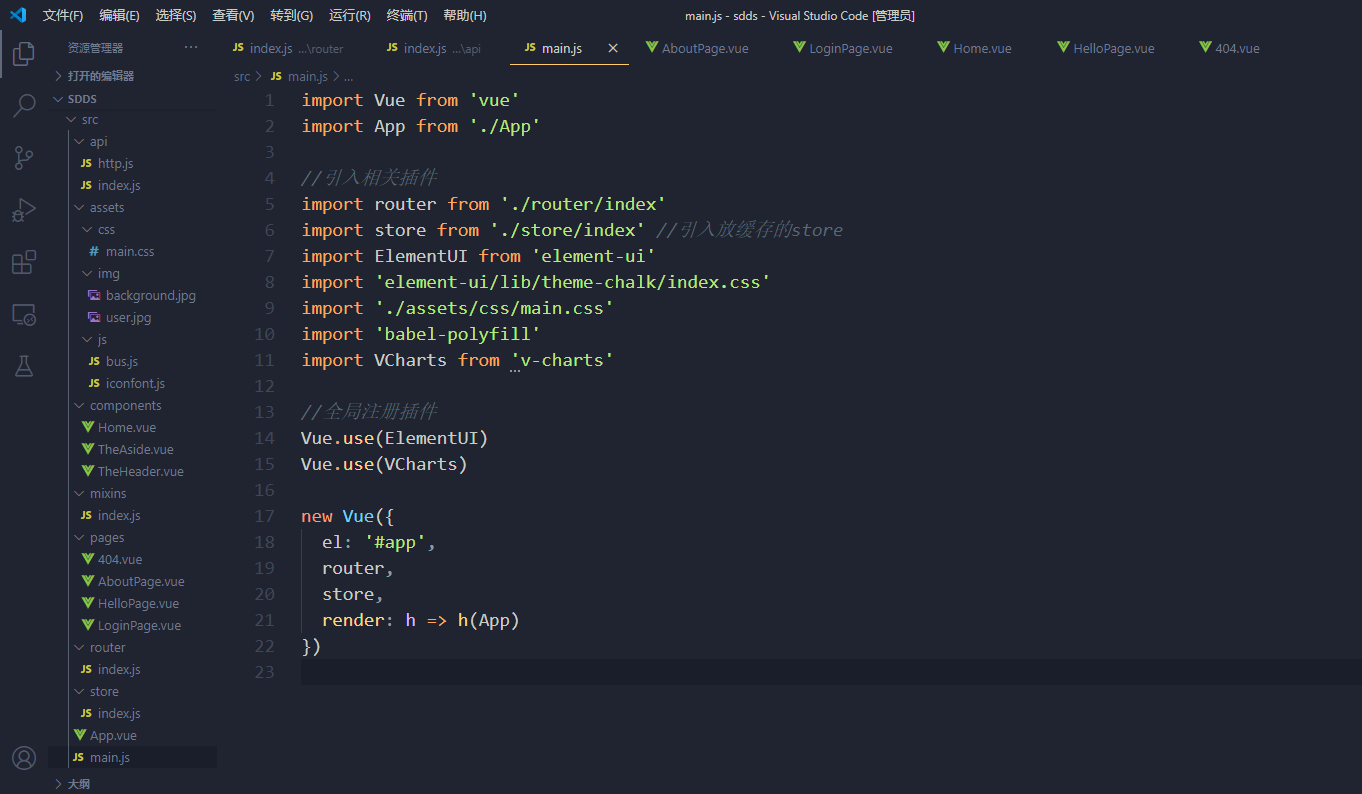 文件(F) 编辑(E) 选择(S) 查看(V) 转到(G) 运行(R) 终端(T) 帮助(H) main.js - sdds - Visual Studio Code [管理员]
资源管理器 ···
打开的编辑器
SDDS
src
api
JS http.js
JS index.js
assets
css
# main.css
img
background.jpg
user.jpg
js
JS bus.js
JS iconfont.js
components
Home.vue
TheAside.vue
TheHeader.vue
mixins
JS index.js
pages
404.vue
AboutPage.vue
HelloPage.vue
LoginPage.vue
router
JS index.js
store
JS index.js
App.vue
JS main.js
大纲
JS index.js ...\router JS index.js ...\api JS main.js × AboutPage.vue LoginPage.vue Home.vue HelloPage.vue 404.vue
src > JS main.js > ...
1 import Vue from 'vue'
2 import App from './App'
3
4 //引入相关插件
5 import router from './router/index'
6 import store from './store/index' //引入放缓存的store
7 import ElementUI from 'element-ui'
8 import 'element-ui/lib/theme-chalk/index.css'
9 import './assets/css/main.css'
10 import 'babel-polyfill'
11 import VCharts from 'v-charts'
12
13 //全局注册插件
14 Vue.use(ElementUI)
15 Vue.use(VCharts)
16
17 new Vue({
18   el: '#app',
19   router,
20   store,
21   render: h => h(App)
22 })
23